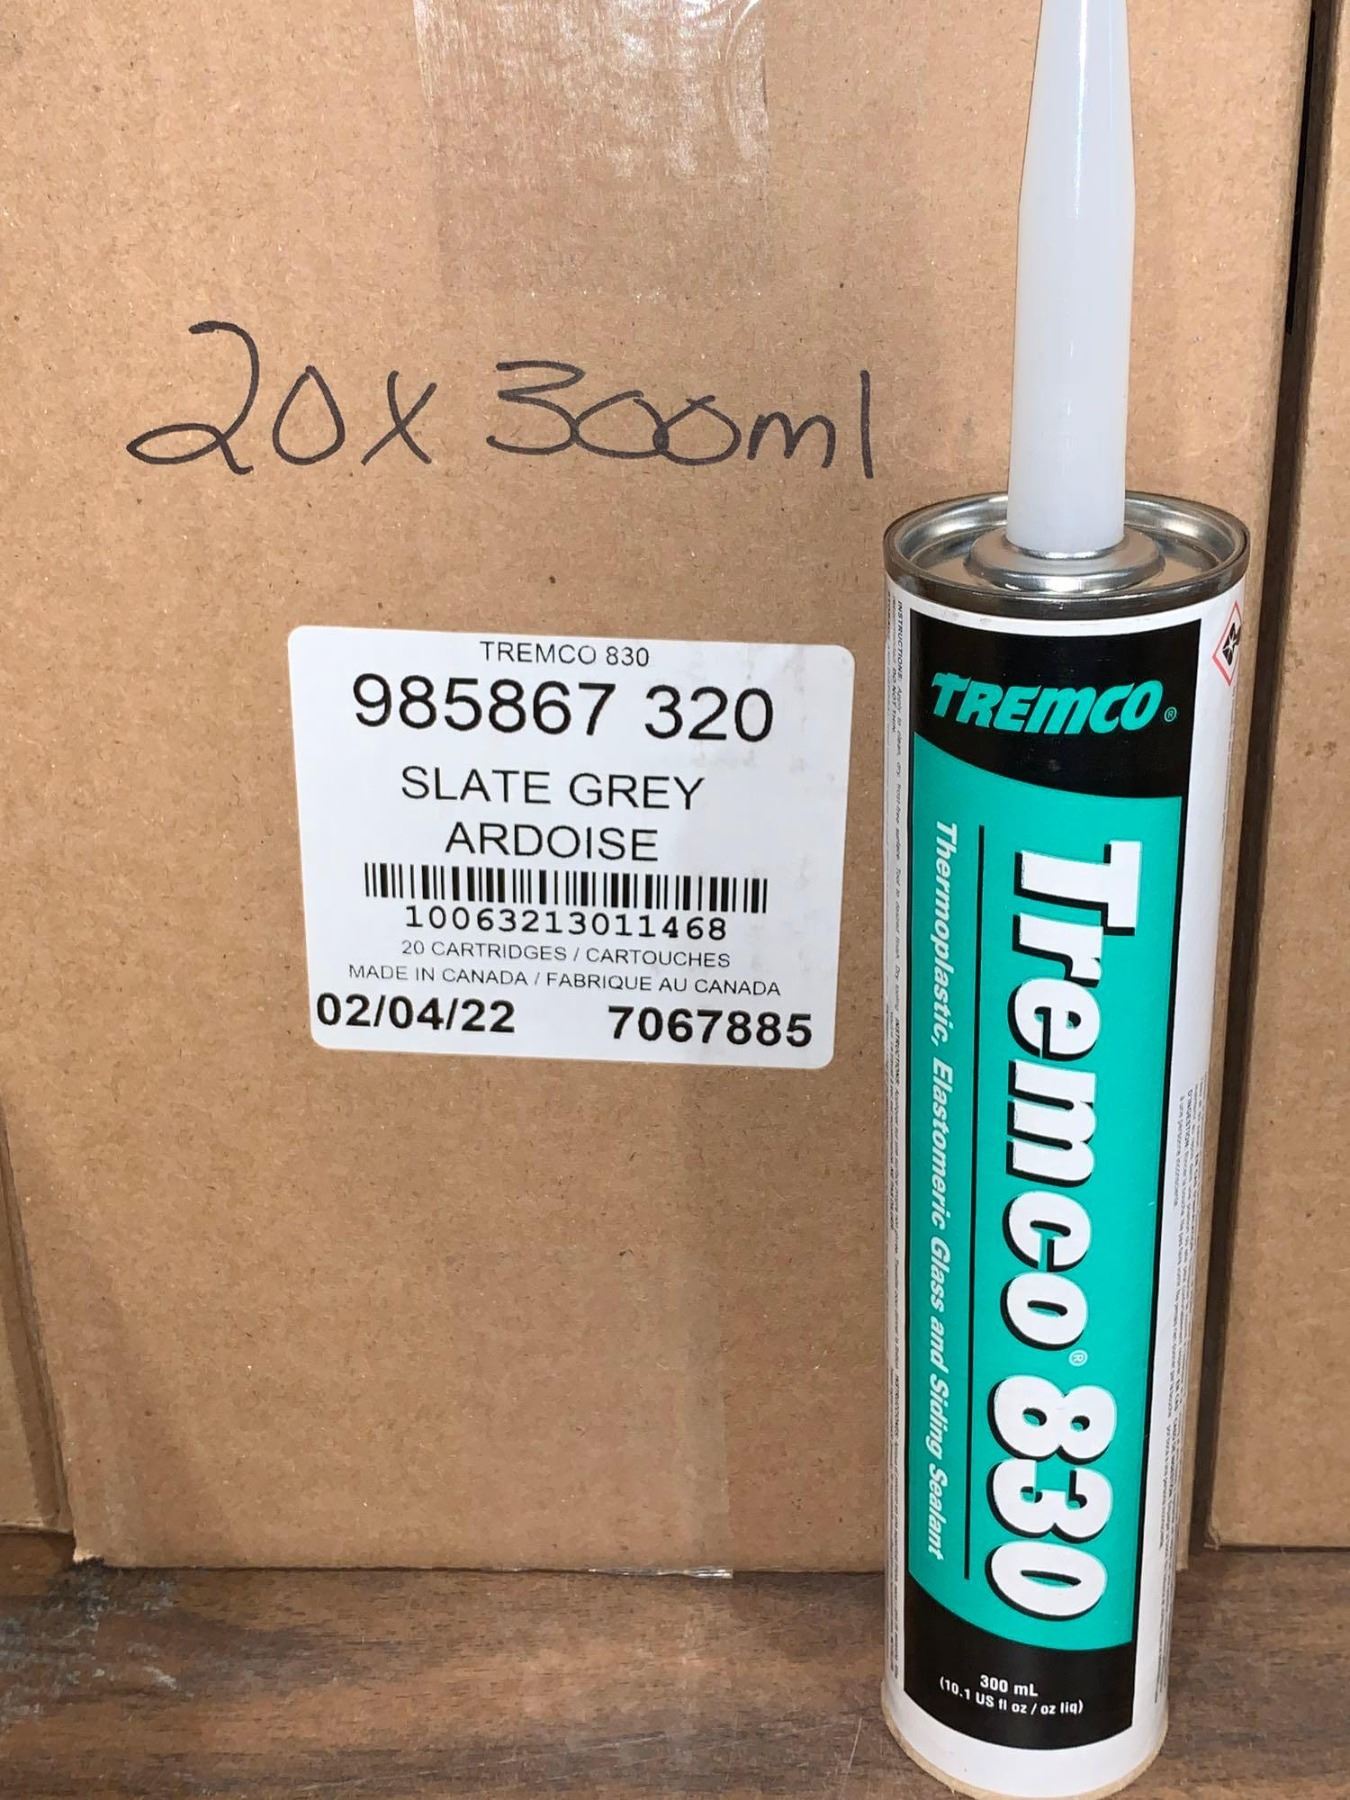 20x 300ml
TREMCO 830
985867 320
SLATE GREY
ARDOISE
10063213011468
20 CARTRIDGES / CARTOUCHES
MADE IN CANADA / FABRIQUE AU CANADA
02/04/22 7067885
TREMCO®
Tremco® 830
Thermoplastic, Elastomeric Glass and Siding Sealant
300 mL
(10.1 US fl oz / oz liq)